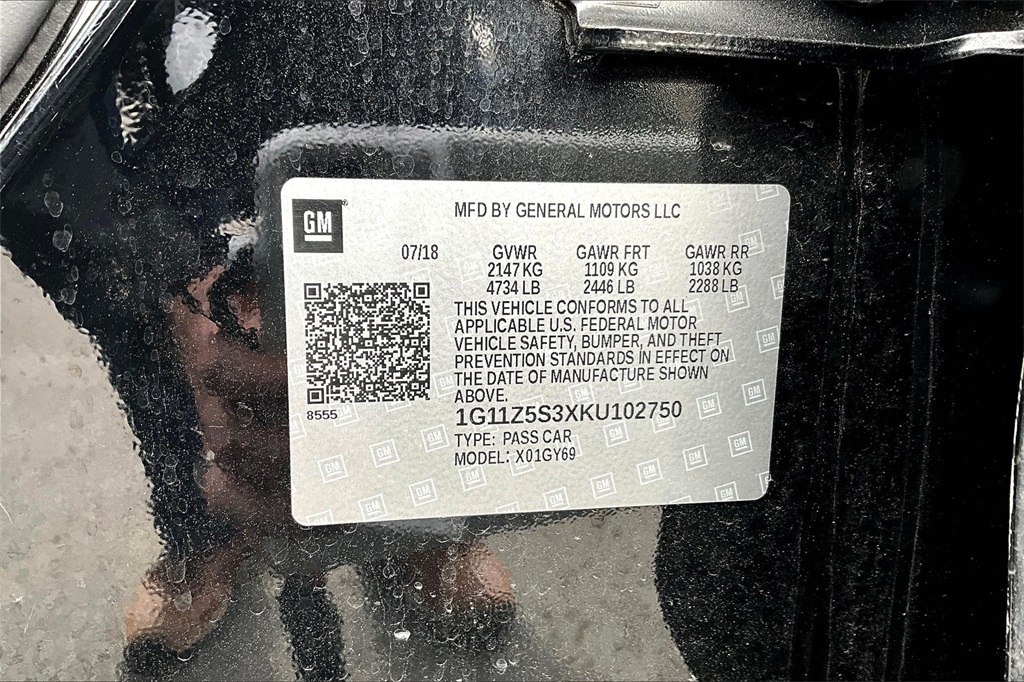 GM
MFD BY GENERAL MOTORS LLC
07/18 GVWR GAWR FRT GAWR RR
2147 KG 1109 KG 1038 KG
4734 LB 2446 LB 2288 LB
THIS VEHICLE CONFORMS TO ALL
APPLICABLE U.S. FEDERAL MOTOR
VEHICLE SAFETY, BUMPER, AND THEFT
PREVENTION STANDARDS IN EFFECT ON
THE DATE OF MANUFACTURE SHOWN
ABOVE.
8555
1G11Z5S3XKU102750
TYPE: PASS CAR
MODEL: X01GY69